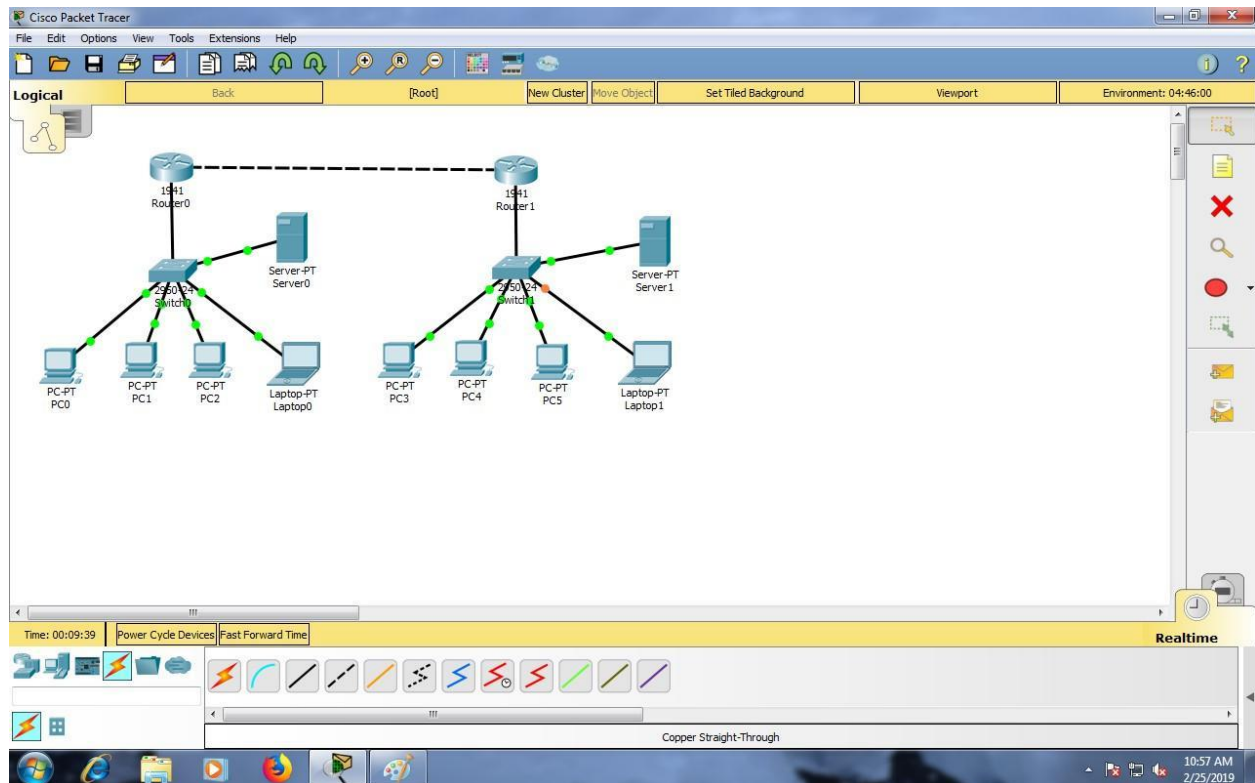 Cisco Packet Tracer
File Edit Options View Tools Extensions Help
Logical Back [Root] New Cluster Move Object Set Tiled Background Viewport Environment: 04:46:00
1941
Router0
1941
Router1
Server-PT
Server0
Server-PT
Server1
2950-24
Switch0
2950-24
Switch1
PC-PT
PC0
PC-PT
PC1
PC-PT
PC2
Laptop-PT
Laptop0
PC-PT
PC3
PC-PT
PC4
PC-PT
PC5
Laptop-PT
Laptop1
Time: 00:09:39 Power Cycle Devices Fast Forward Time Realtime
Copper Straight-Through
10:57 AM
2/25/2019